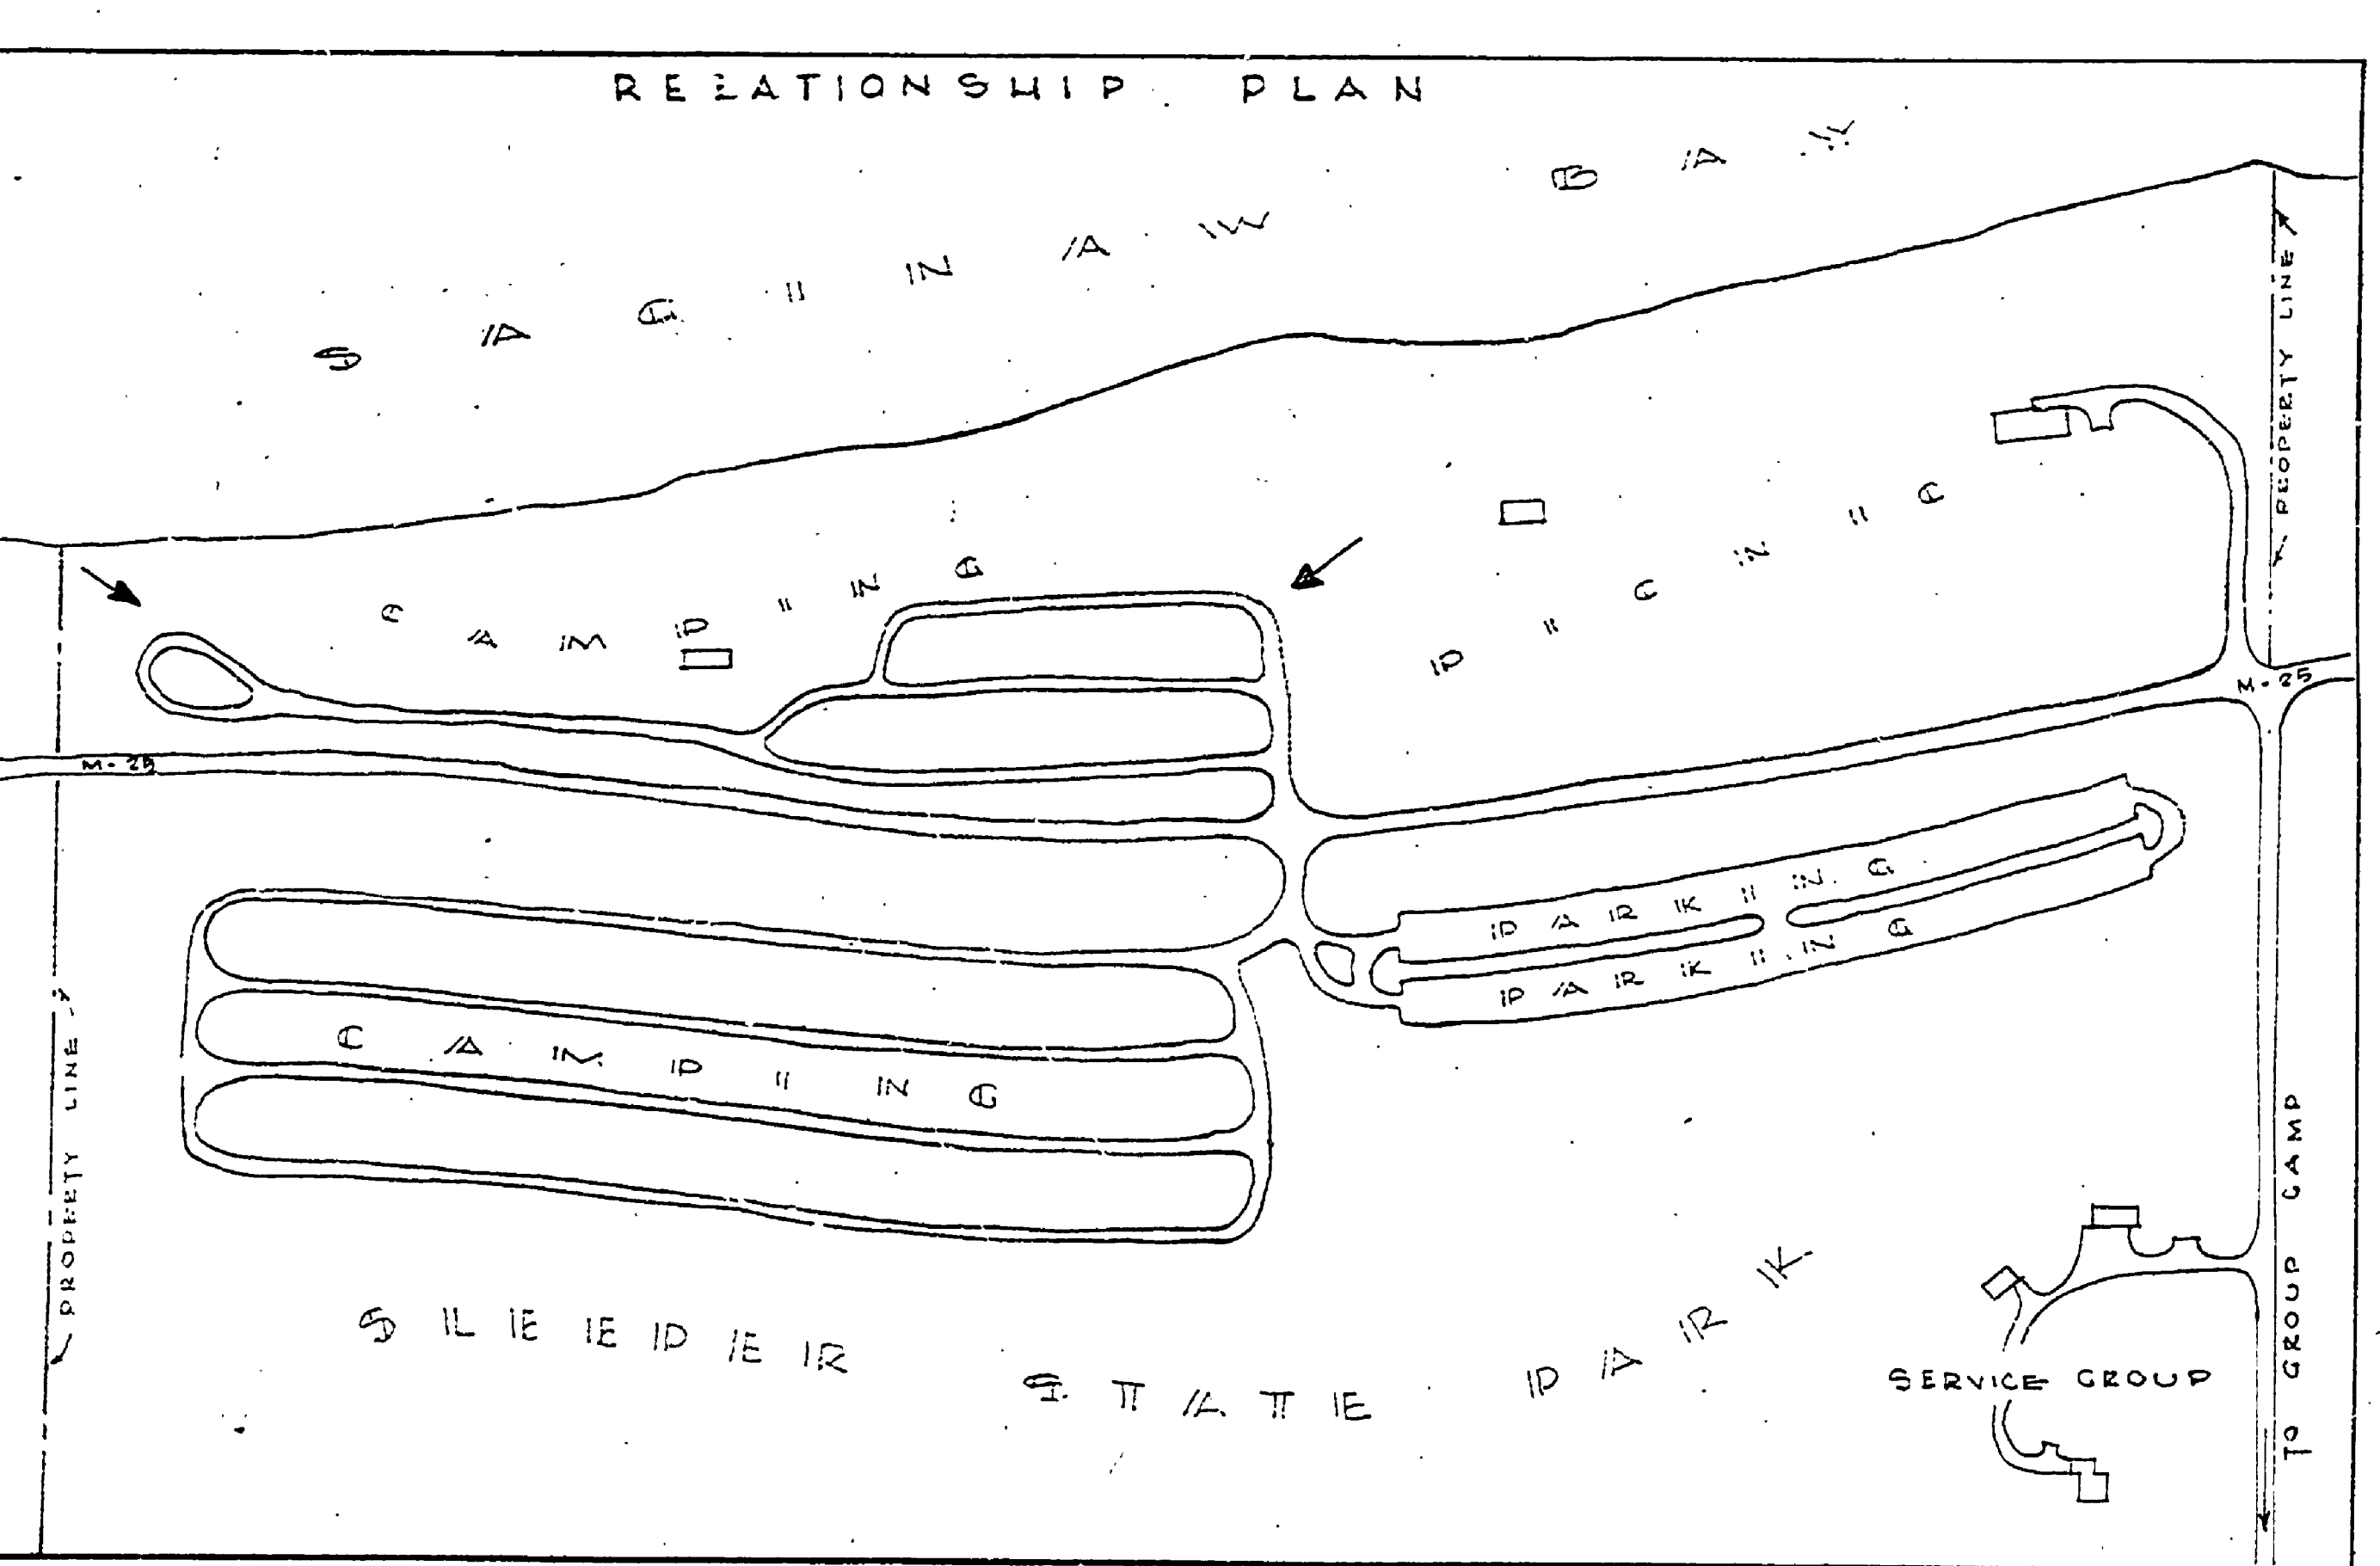 RELATIONSHIP PLAN
SAGINAW BAY
PROPERTY LINE
CAMPING
PICNIC
M-25
M-25
PARKING
PARKING
CAMPING
PROPERTY LINE
SLEEPER STATE PARK
SERVICE GROUP
TO GROUP CAMP